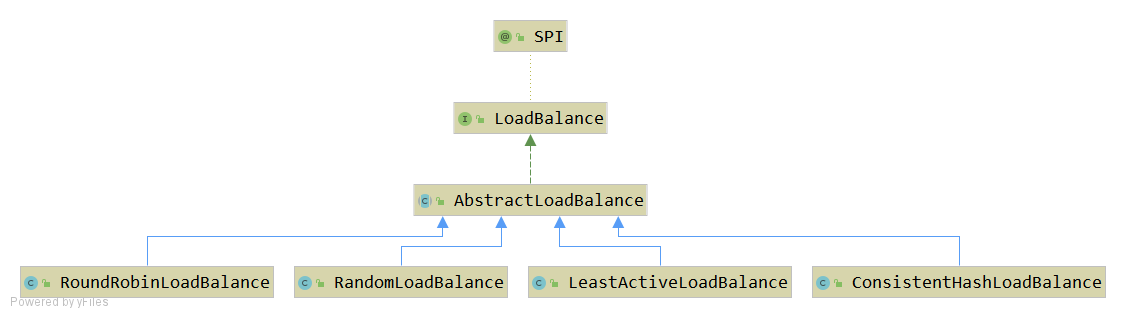 @ SPI
I LoadBalance
C AbstractLoadBalance
C RoundRobinLoadBalance C RandomLoadBalance C LeastActiveLoadBalance C ConsistentHashLoadBalance
Powered by yFiles